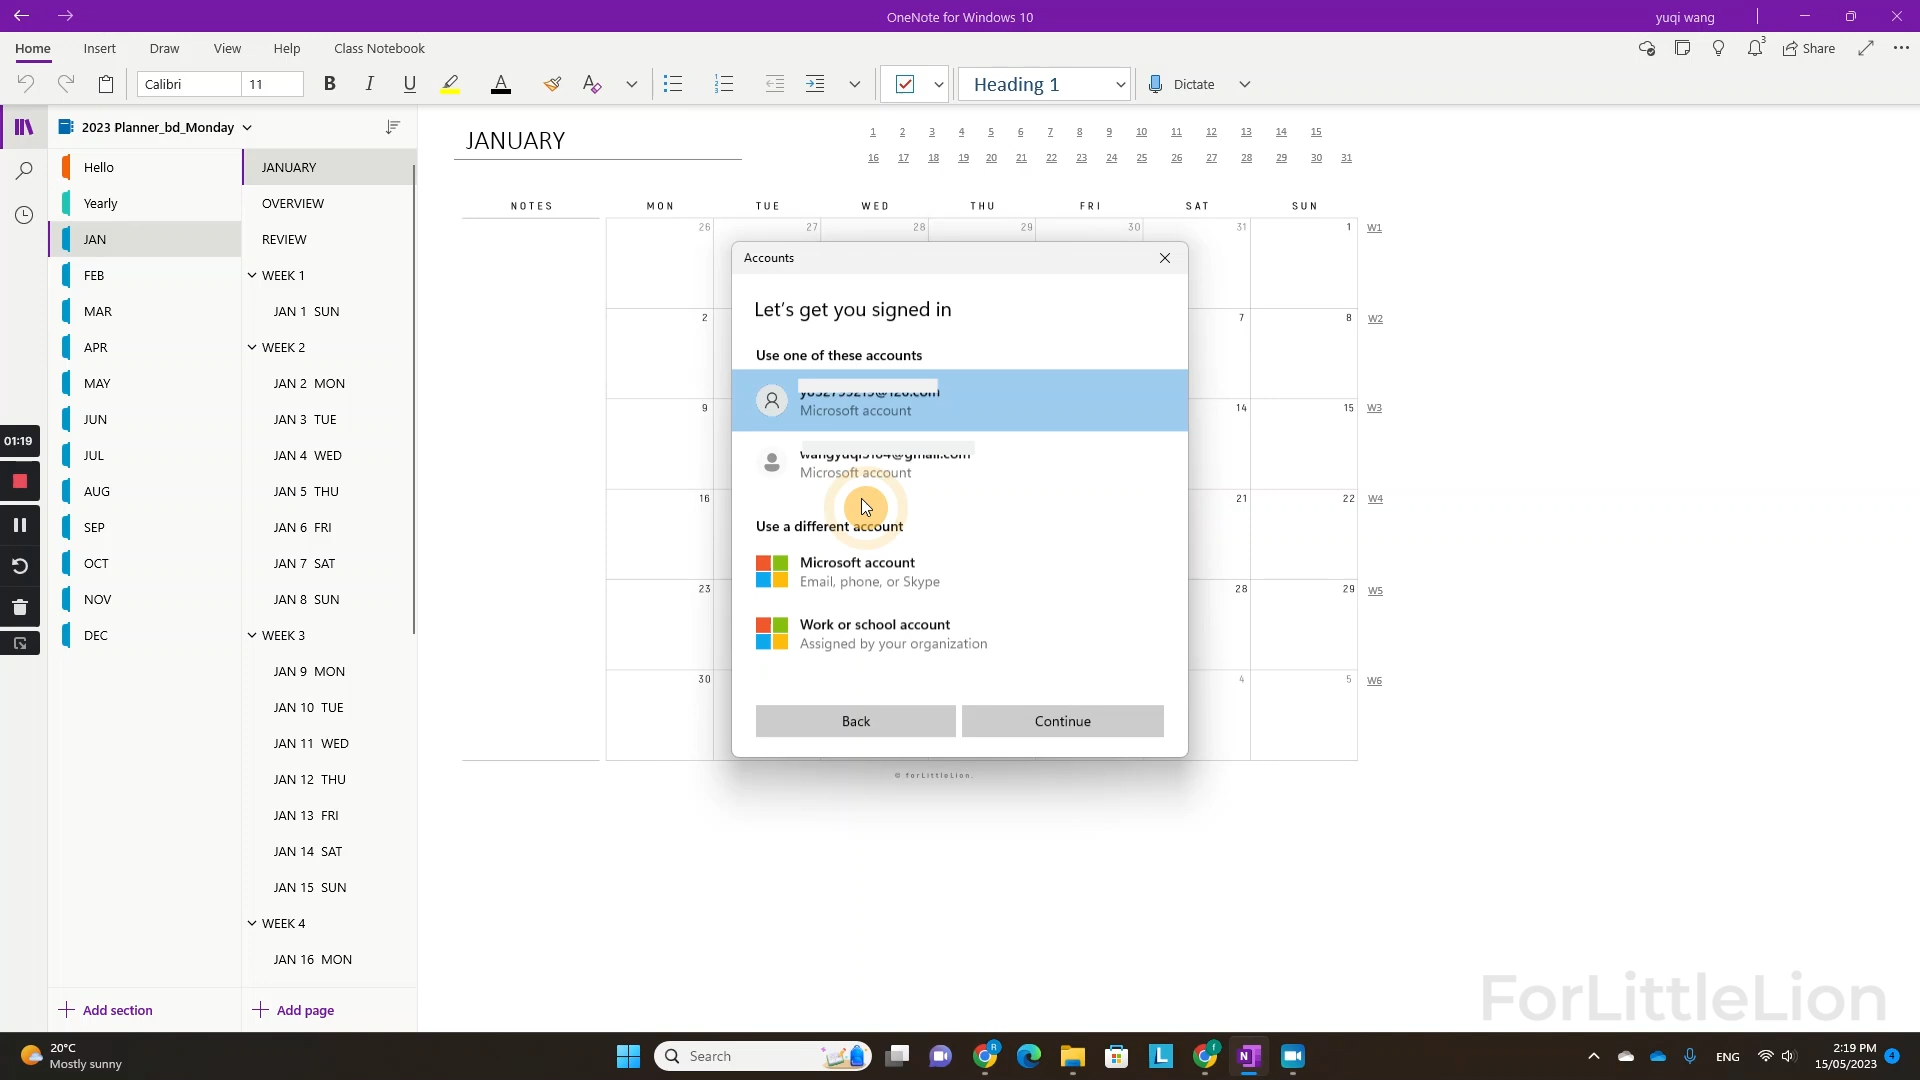 OneNote for Windows 10
yuqi wang
Home Insert Draw View Help Class Notebook
3
Share
Calibri 11 B I U A A Heading 1 Dictate
2023 Planner_bd_Monday
Hello
Yearly
JAN
FEB
MAR
APR
MAY
JUN
JUL
AUG
SEP
OCT
NOV
DEC
Add section
JANUARY
OVERVIEW
REVIEW
WEEK 1
JAN 1 SUN
WEEK 2
JAN 2 MON
JAN 3 TUE
JAN 4 WED
JAN 5 THU
JAN 6 FRI
JAN 7 SAT
JAN 8 SUN
WEEK 3
JAN 9 MON
JAN 10 TUE
JAN 11 WED
JAN 12 THU
JAN 13 FRI
JAN 14 SAT
JAN 15 SUN
WEEK 4
JAN 16 MON
Add page
01:19
JANUARY
1 2 3 4 5 6 7 8 9 10 11 12 13 14 15
16 17 18 19 20 21 22 23 24 25 26 27 28 29 30 31
NOTES MON TUE WED THU FRI SAT SUN
26 27 28 29 30 31 1 W1
2 7 8 W2
9 14 15 W3
16 21 22 W4
23 28 29 W5
30 4 5 W6
© forLittleLion.
Accounts
Let's get you signed in
Use one of these accounts
Microsoft account
Microsoft account
Use a different account
Microsoft account
Email, phone, or Skype
Work or school account
Assigned by your organization
Back Continue
ForLittleLion
20°C
Mostly sunny
Search
R
L
f
N
ENG
2:19 PM
15/05/2023
4